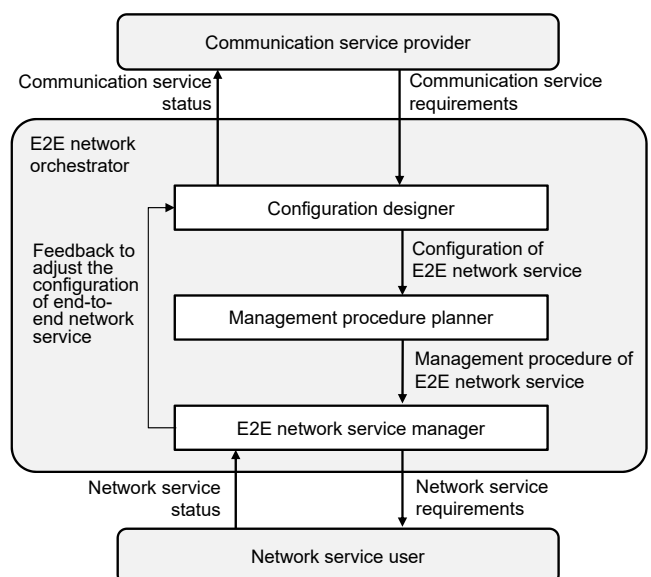 Communication service provider
Communication service
status
Communication service
requirements
E2E network
orchestrator
Configuration designer
Feedback to
adjust the
configuration
of end-to-
end network
service
Configuration of
E2E network service
Management procedure planner
Management procedure of
E2E network service
E2E network service manager
Network service
status
Network service
requirements
Network service user